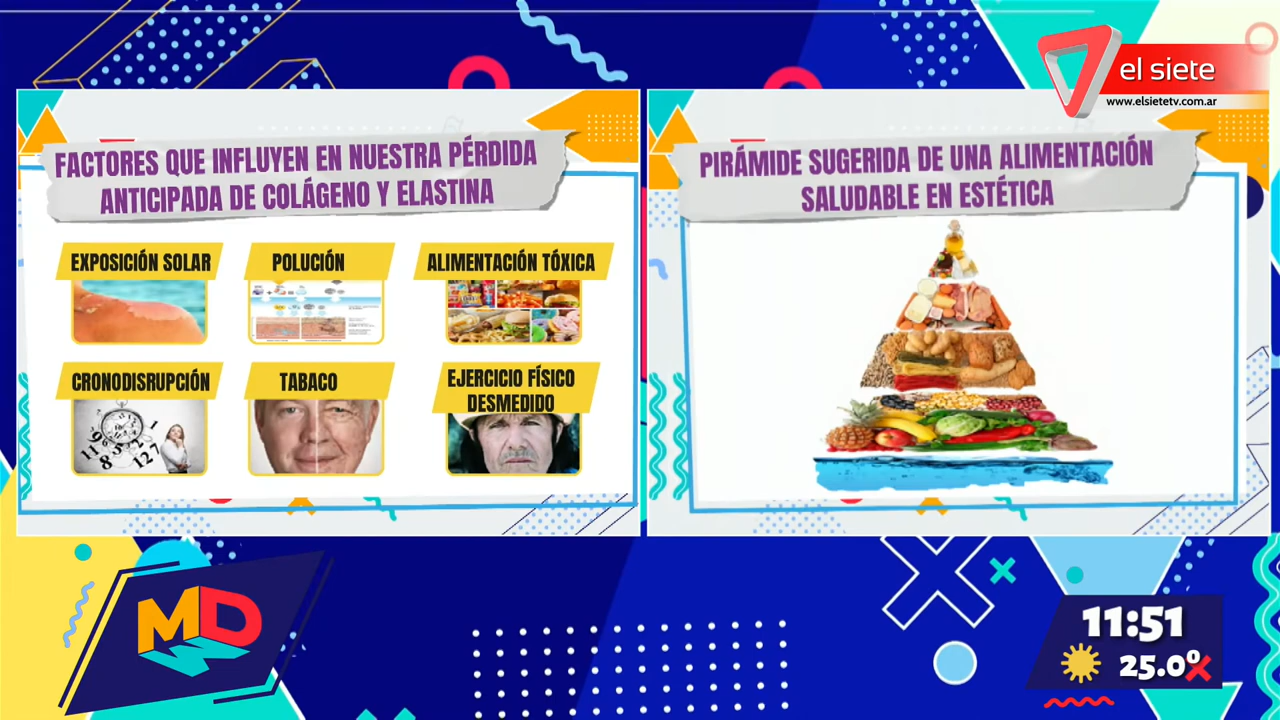 el siete
www.elsietetv.com.ar
FACTORES QUE INFLUYEN EN NUESTRA PÉRDIDA
ANTICIPADA DE COLÁGENO Y ELASTINA
EXPOSICIÓN SOLAR
POLUCIÓN
ALIMENTACIÓN TÓXICA
CRONODISRUPCIÓN
TABACO
EJERCICIO FÍSICO
DESMEDIDO
PIRÁMIDE SUGERIDA DE UNA ALIMENTACIÓN
SALUDABLE EN ESTÉTICA
MD
11:51
25.0º